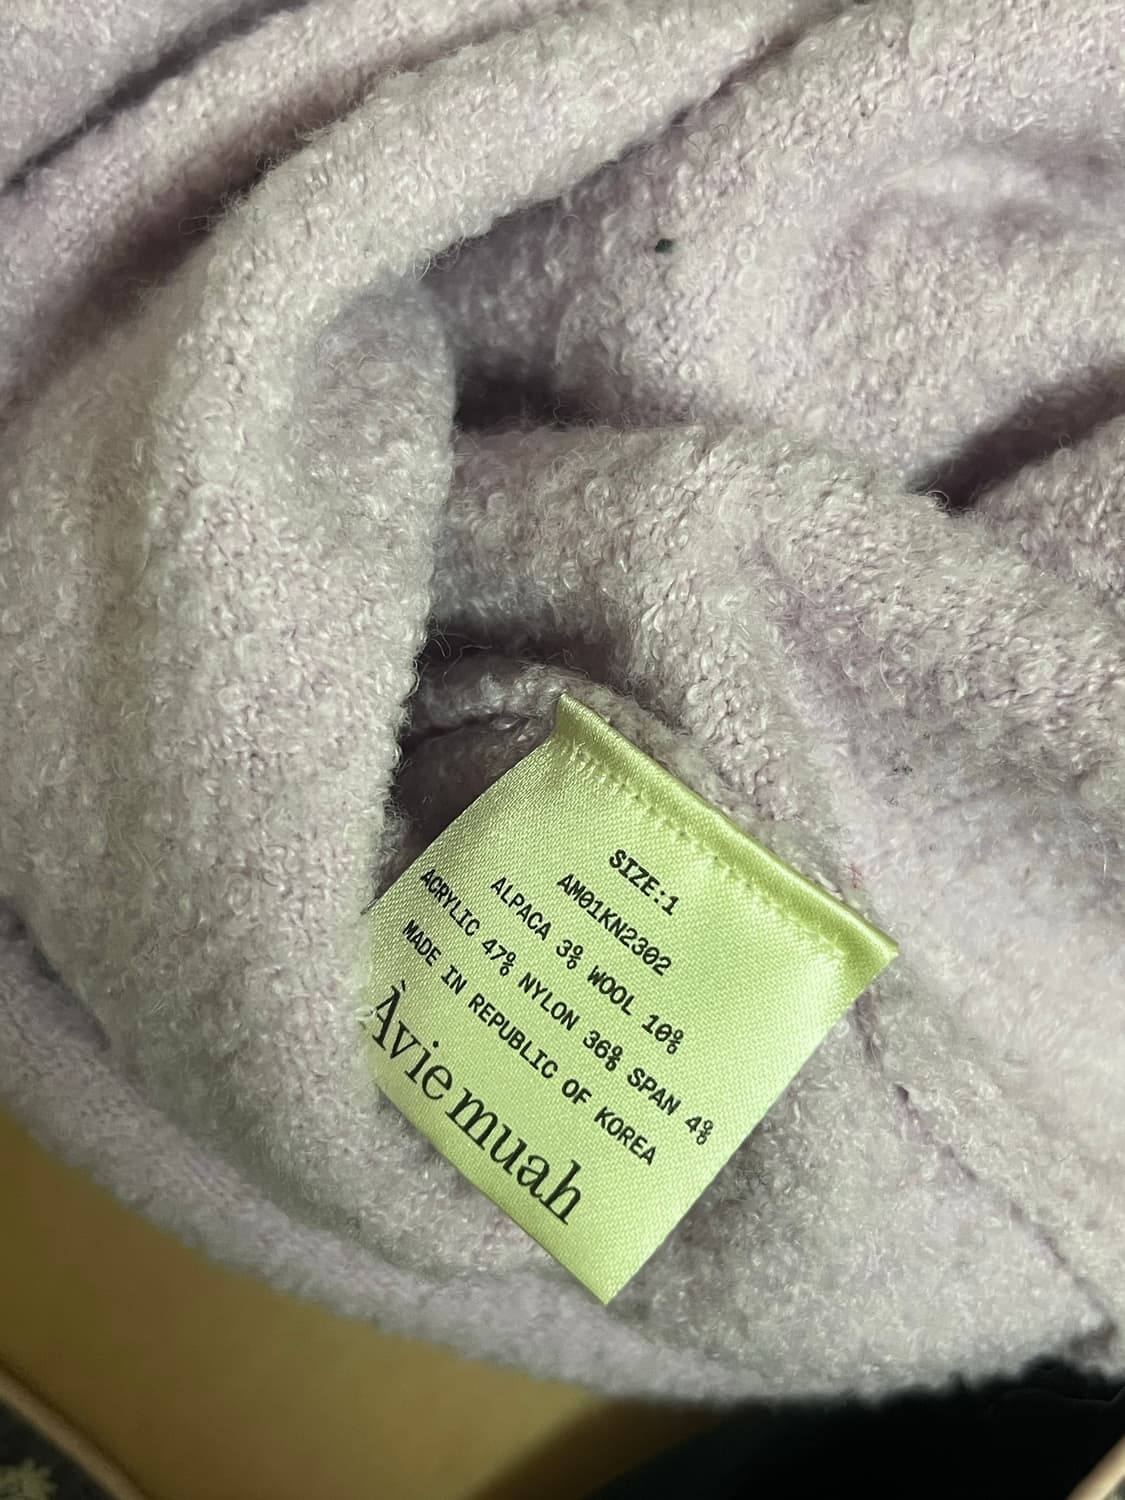 SIZE:1
AM01KN2302
ALPACA 3% WOOL 10%
ACRYLIC 47% NYLON 36% SPAN 4%
MADE IN REPUBLIC OF KOREA
Àvie muah